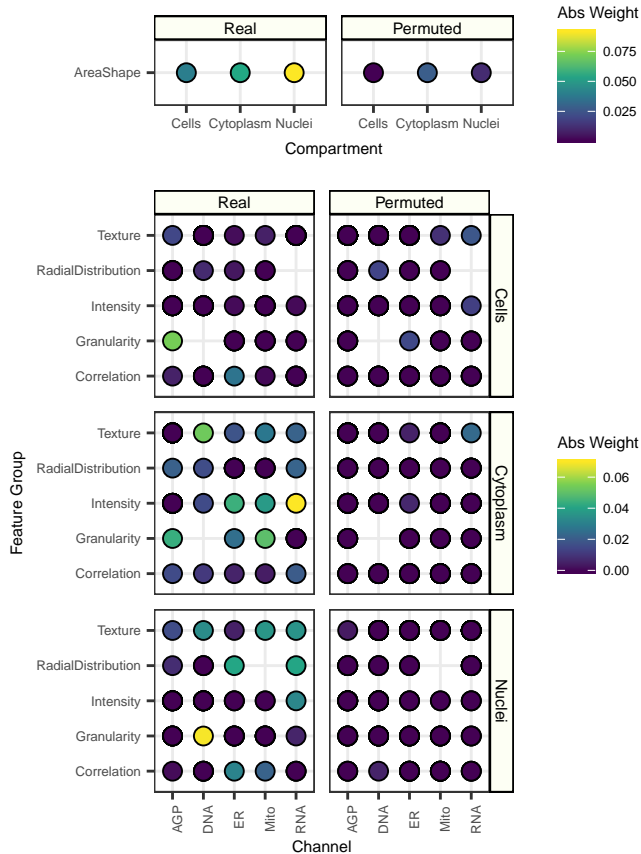 Real
Permuted
Abs Weight
0.075
0.050
0.025
AreaShape
Cells
Cytoplasm
Nuclei
Cells
Cytoplasm
Nuclei
Compartment
Real
Permuted
Feature Group
Texture
RadialDistribution
Intensity
Granularity
Correlation
Cells
Texture
RadialDistribution
Intensity
Granularity
Correlation
Cytoplasm
Abs Weight
0.06
0.04
0.02
0.00
Texture
RadialDistribution
Intensity
Granularity
Correlation
Nuclei
AGP
DNA
ER
Mito
RNA
AGP
DNA
ER
Mito
RNA
Channel